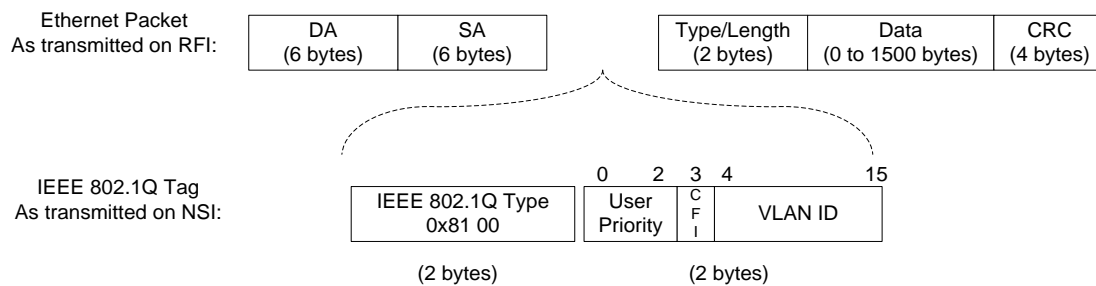 Ethernet Packet
As transmitted on RFI:
DA
(6 bytes)
SA
(6 bytes)
Type/Length
(2 bytes)
Data
(0 to 1500 bytes)
CRC
(4 bytes)
IEEE 802.1Q Tag
As transmitted on NSI:
0 2 3 4 15
IEEE 802.1Q Type
0x81 00
User
Priority
C
F
I
VLAN ID
(2 bytes)
(2 bytes)